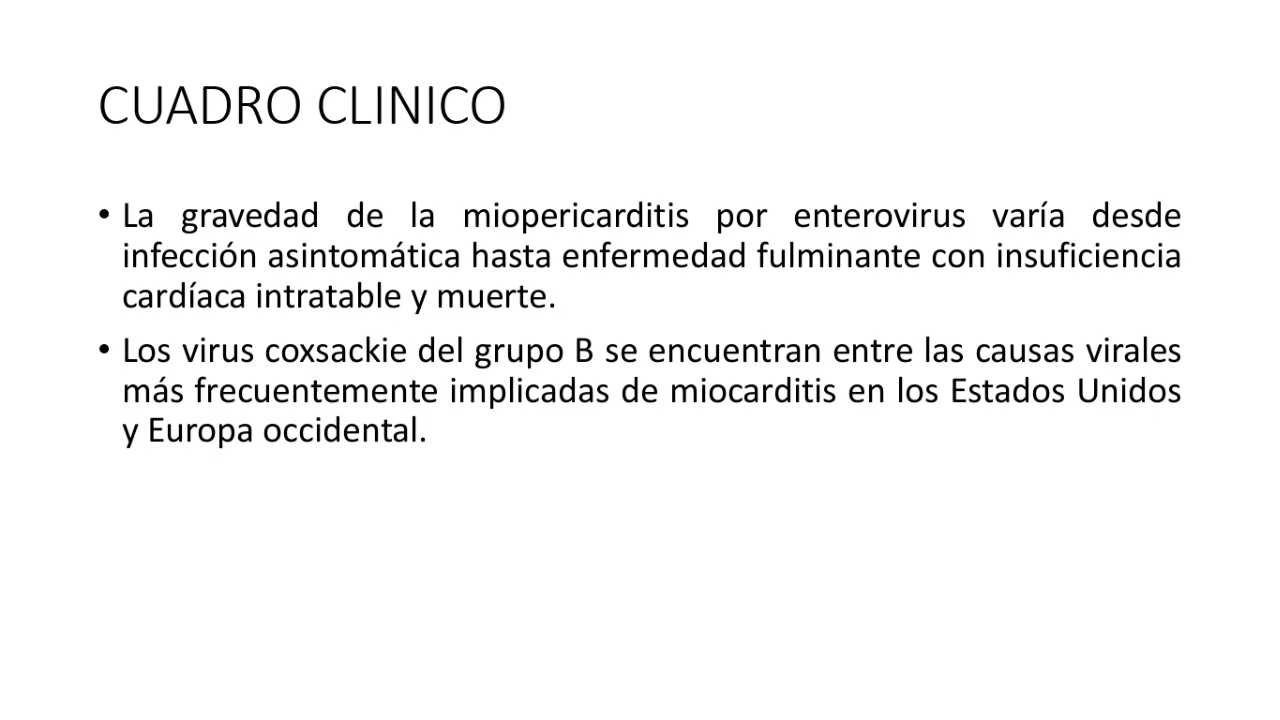 CUADRO CLINICO
• La gravedad de la miopericarditis por enterovirus varía desde
infección asintomática hasta enfermedad fulminante con insuficiencia
cardíaca intratable y muerte.
• Los virus coxsackie del grupo B se encuentran entre las causas virales
más frecuentemente implicadas de miocarditis en los Estados Unidos
y Europa occidental.